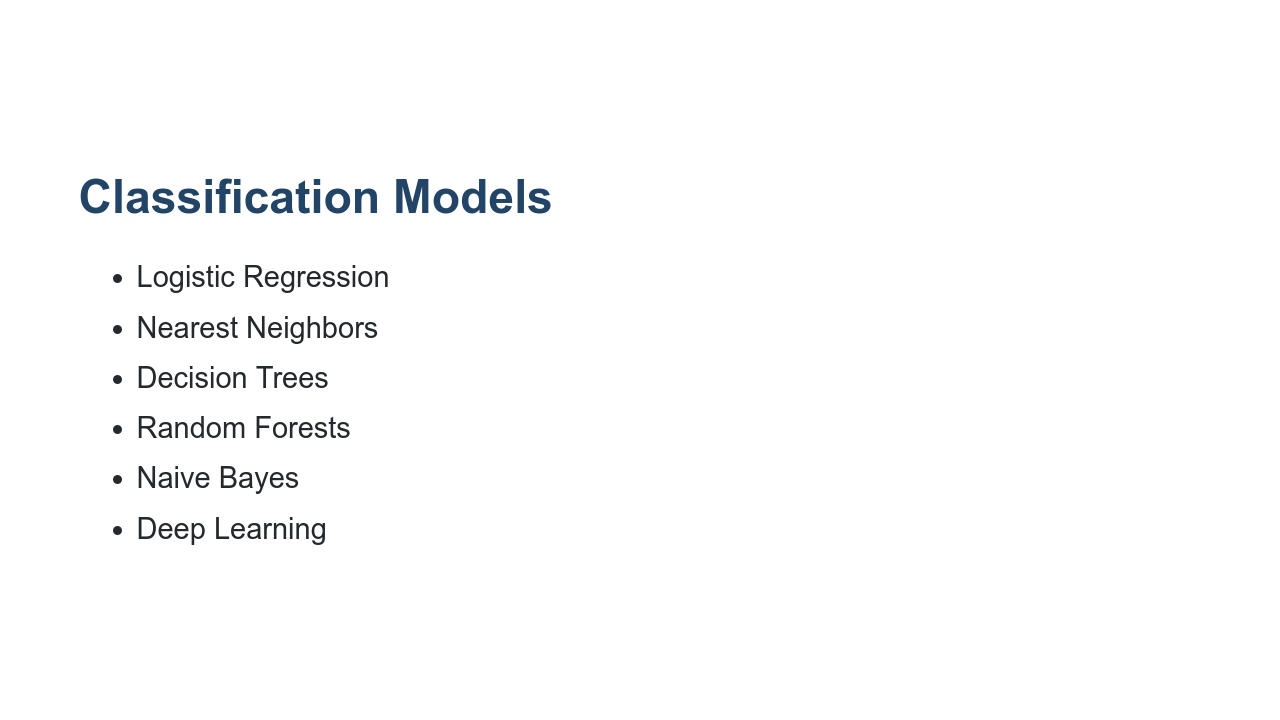 Classification Models
• Logistic Regression
• Nearest Neighbors
• Decision Trees
• Random Forests
• Naive Bayes
• Deep Learning